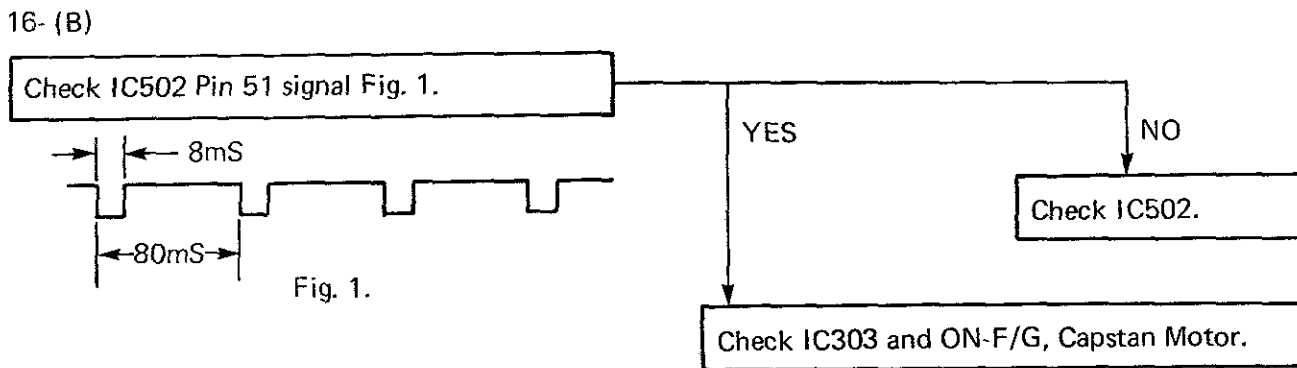 16- (B)
Check IC502 Pin 51 signal Fig. 1.
YES
NO
8mS
Check IC502.
80mS
Fig. 1.
Check IC303 and ON-F/G, Capstan Motor.